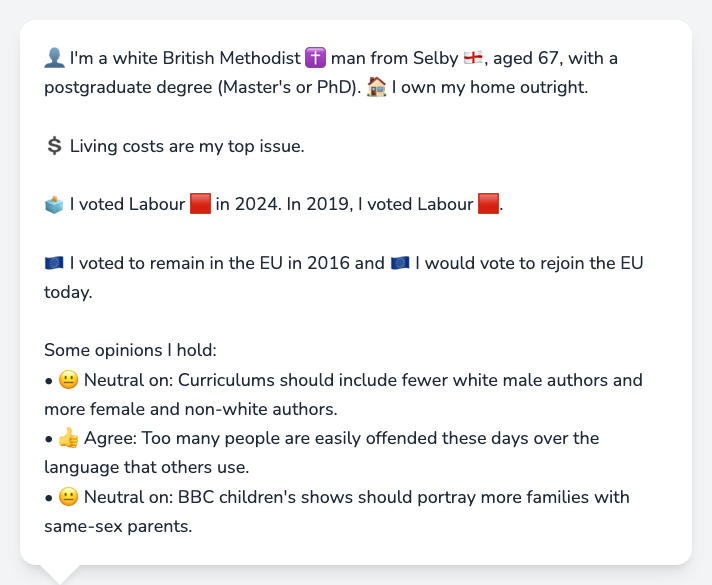 👤 I'm a white British Methodist ✝️ man from Selby 🏴󠁧󠁢󠁥󠁮󠁧󠁿, aged 67, with a
postgraduate degree (Master's or PhD). 🏠 I own my home outright.
💲 Living costs are my top issue.
🗳️ I voted Labour 🟥 in 2024. In 2019, I voted Labour 🟥.
🇪🇺 I voted to remain in the EU in 2016 and 🇪🇺 I would vote to rejoin the EU
today.
Some opinions I hold:
• 😐 Neutral on: Curriculums should include fewer white male authors and
more female and non-white authors.
• 👍 Agree: Too many people are easily offended these days over the
language that others use.
• 😐 Neutral on: BBC children's shows should portray more families with
same-sex parents.